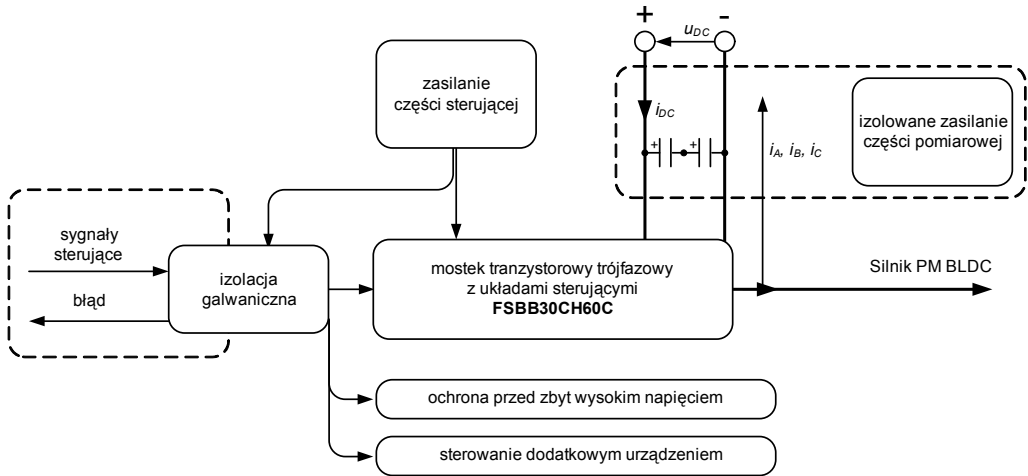 + -
u_DC
zasilanie
części sterującej
i_DC
+ +
i_A, i_B, i_C
izolowane zasilanie
części pomiarowej
sygnały
sterujące
błąd
izolacja
galwaniczna
mostek tranzystorowy trójfazowy
z układami sterującymi
FSBB30CH60C
Silnik PM BLDC
ochrona przed zbyt wysokim napięciem
sterowanie dodatkowym urządzeniem